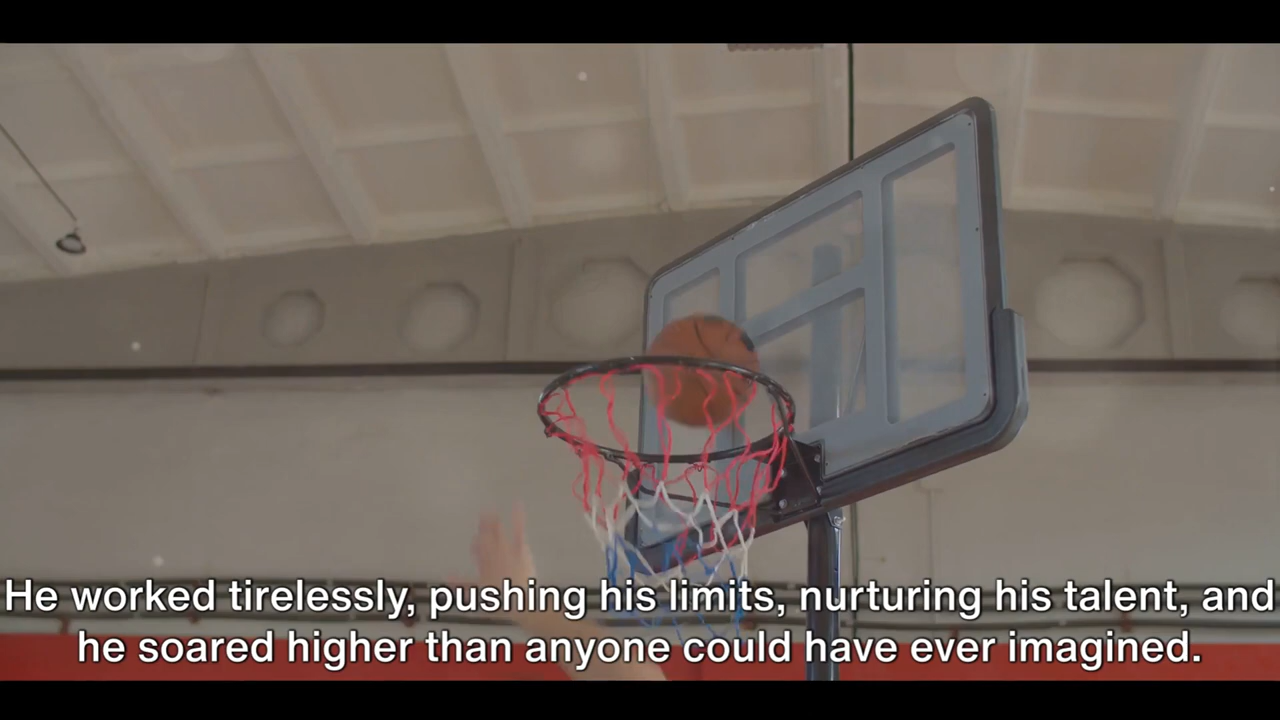 He worked tirelessly, pushing his limits, nurturing his talent, and
he soared higher than anyone could have ever imagined.